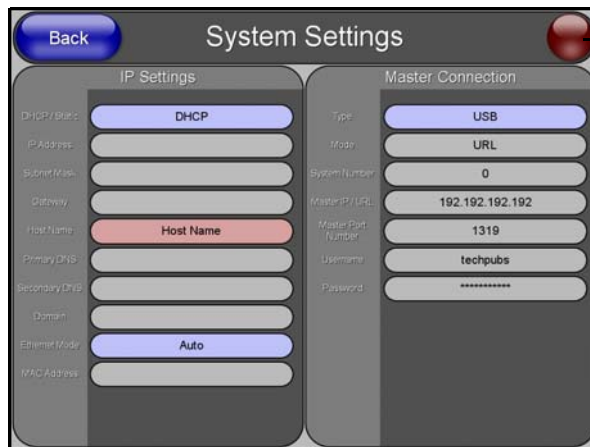 Back
System Settings
IP Settings
DHCP / Static
DHCP
IP Address
Subnet Mask
Gateway
Host Name
Host Name
Primary DNS
Secondary DNS
Domain
Ethernet Mode
Auto
MAC Address
Master Connection
Type
USB
Mode
URL
System Number
0
Master IP / URL
192.192.192.192
Master Port
Number
1319
Username
techpubs
Password
***********